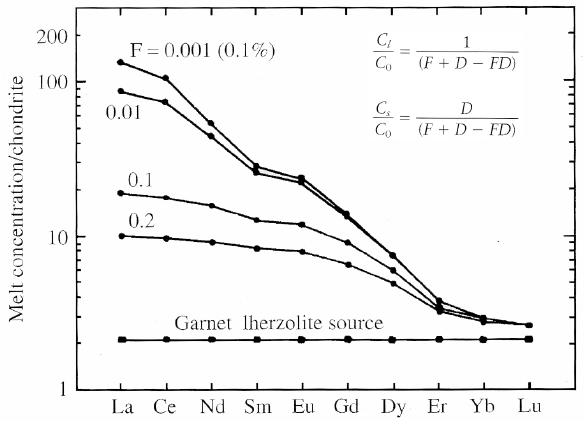 200
100
10
1
Melt concentration/chondrite
F = 0.001 (0.1%)
0.01
0.1
0.2
Garnet lherzolite source
C_l/C_0 = 1/(F + D − FD)
C_s/C_0 = D/(F + D − FD)
La Ce Nd Sm Eu Gd Dy Er Yb Lu